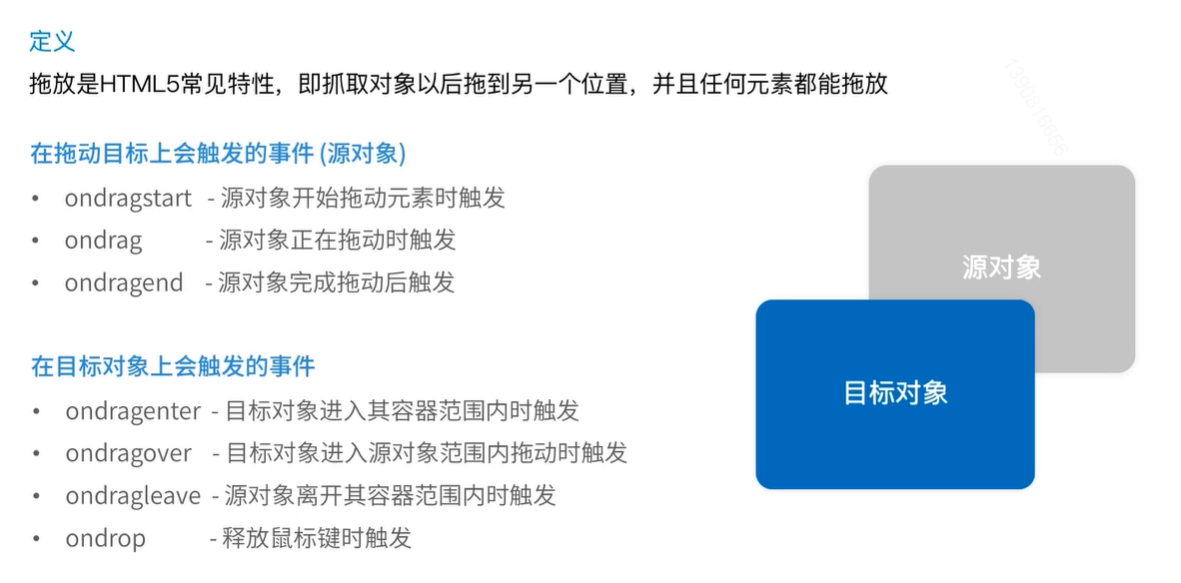 定义
拖放是HTML5常见特性，即抓取对象以后拖到另一个位置，并且任何元素都能拖放
在拖动目标上会触发的事件 (源对象)
• ondragstart - 源对象开始拖动元素时触发
• ondrag - 源对象正在拖动时触发
• ondragend - 源对象完成拖动后触发
在目标对象上会触发的事件
• ondragenter - 目标对象进入其容器范围内时触发
• ondragover - 目标对象进入源对象范围内拖动时触发
• ondragleave - 源对象离开其容器范围内时触发
• ondrop - 释放鼠标键时触发
源对象
目标对象